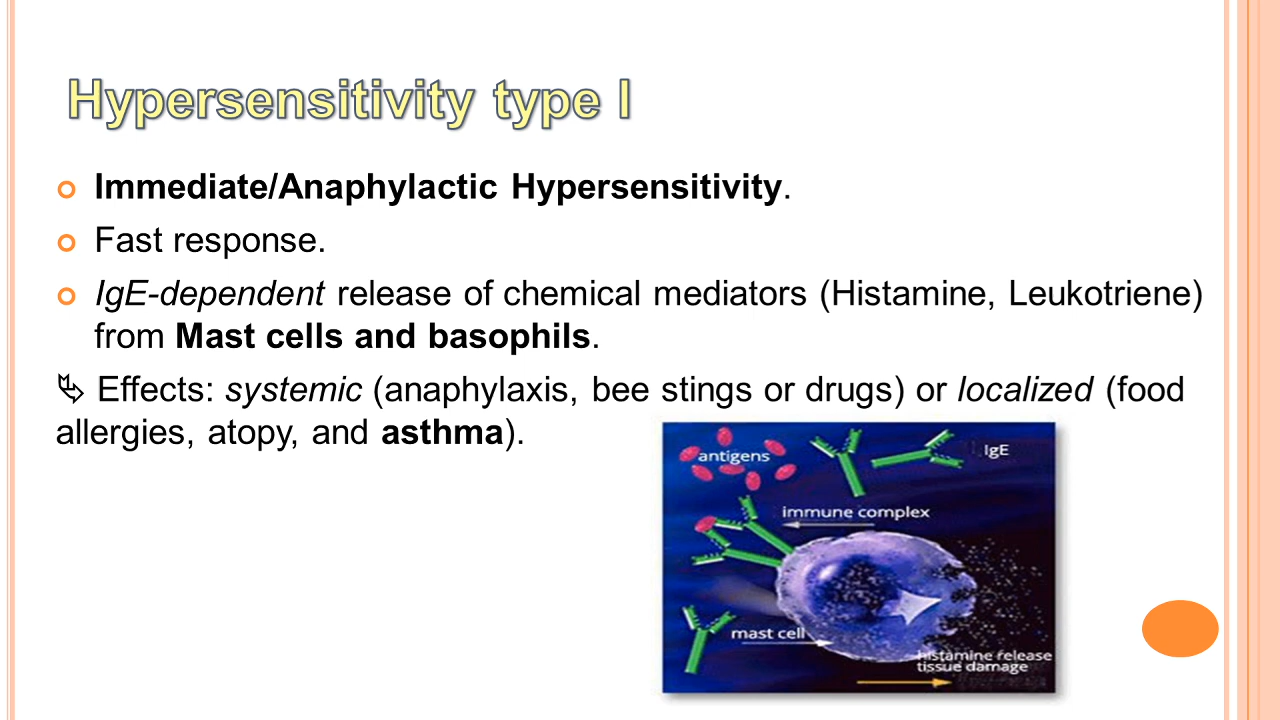 Hypersensitivity type I
Immediate/Anaphylactic Hypersensitivity.
Fast response.
IgE-dependent release of chemical mediators (Histamine, Leukotriene)
from Mast cells and basophils.
Effects: systemic (anaphylaxis, bee stings or drugs) or localized (food
allergies, atopy, and asthma).
antigens
IgE
immune complex
mast cell
histamine release
tissue damage